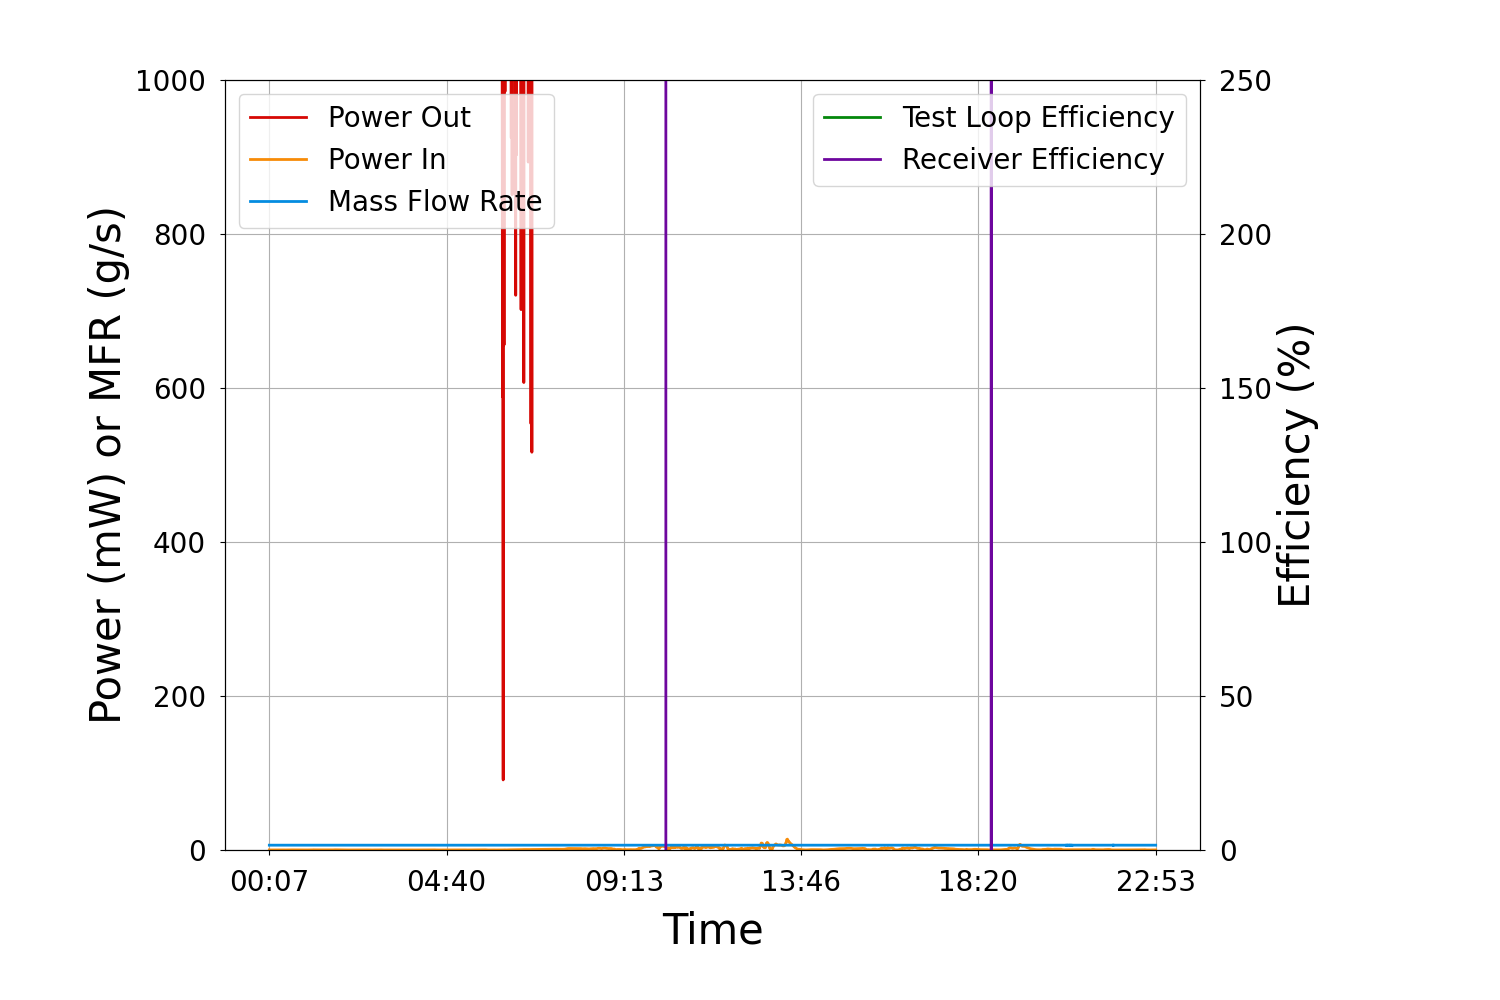 1000
800
600
400
200
0
Power (mW) or MFR (g/s)
Power Out
Power In
Mass Flow Rate
Test Loop Efficiency
Receiver Efficiency
250
200
150
100
50
0
Efficiency (%)
00:07 04:40 09:13 13:46 18:20 22:53
Time